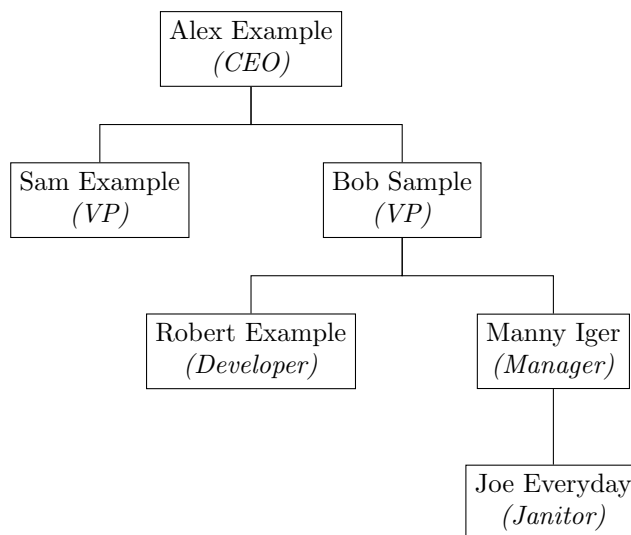 Alex Example
(CEO)
Sam Example
(VP)
Bob Sample
(VP)
Robert Example
(Developer)
Manny Iger
(Manager)
Joe Everyday
(Janitor)